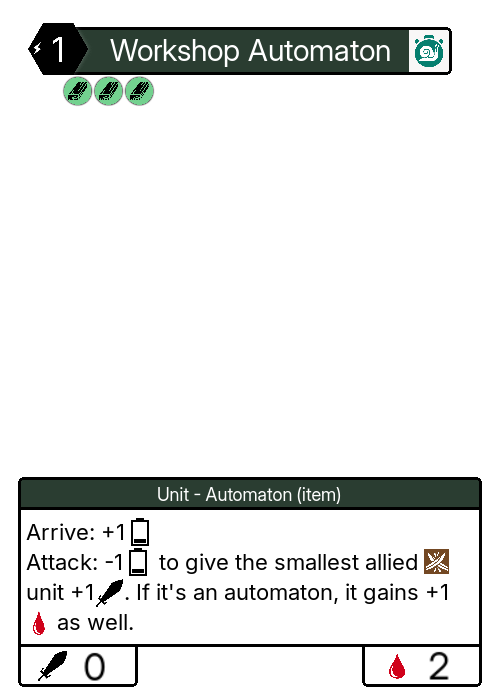 1 Workshop Automaton
Unit - Automaton (item)
Arrive: +1
Attack: -1 to give the smallest allied
unit +1. If it's an automaton, it gains +1
as well.
0 2